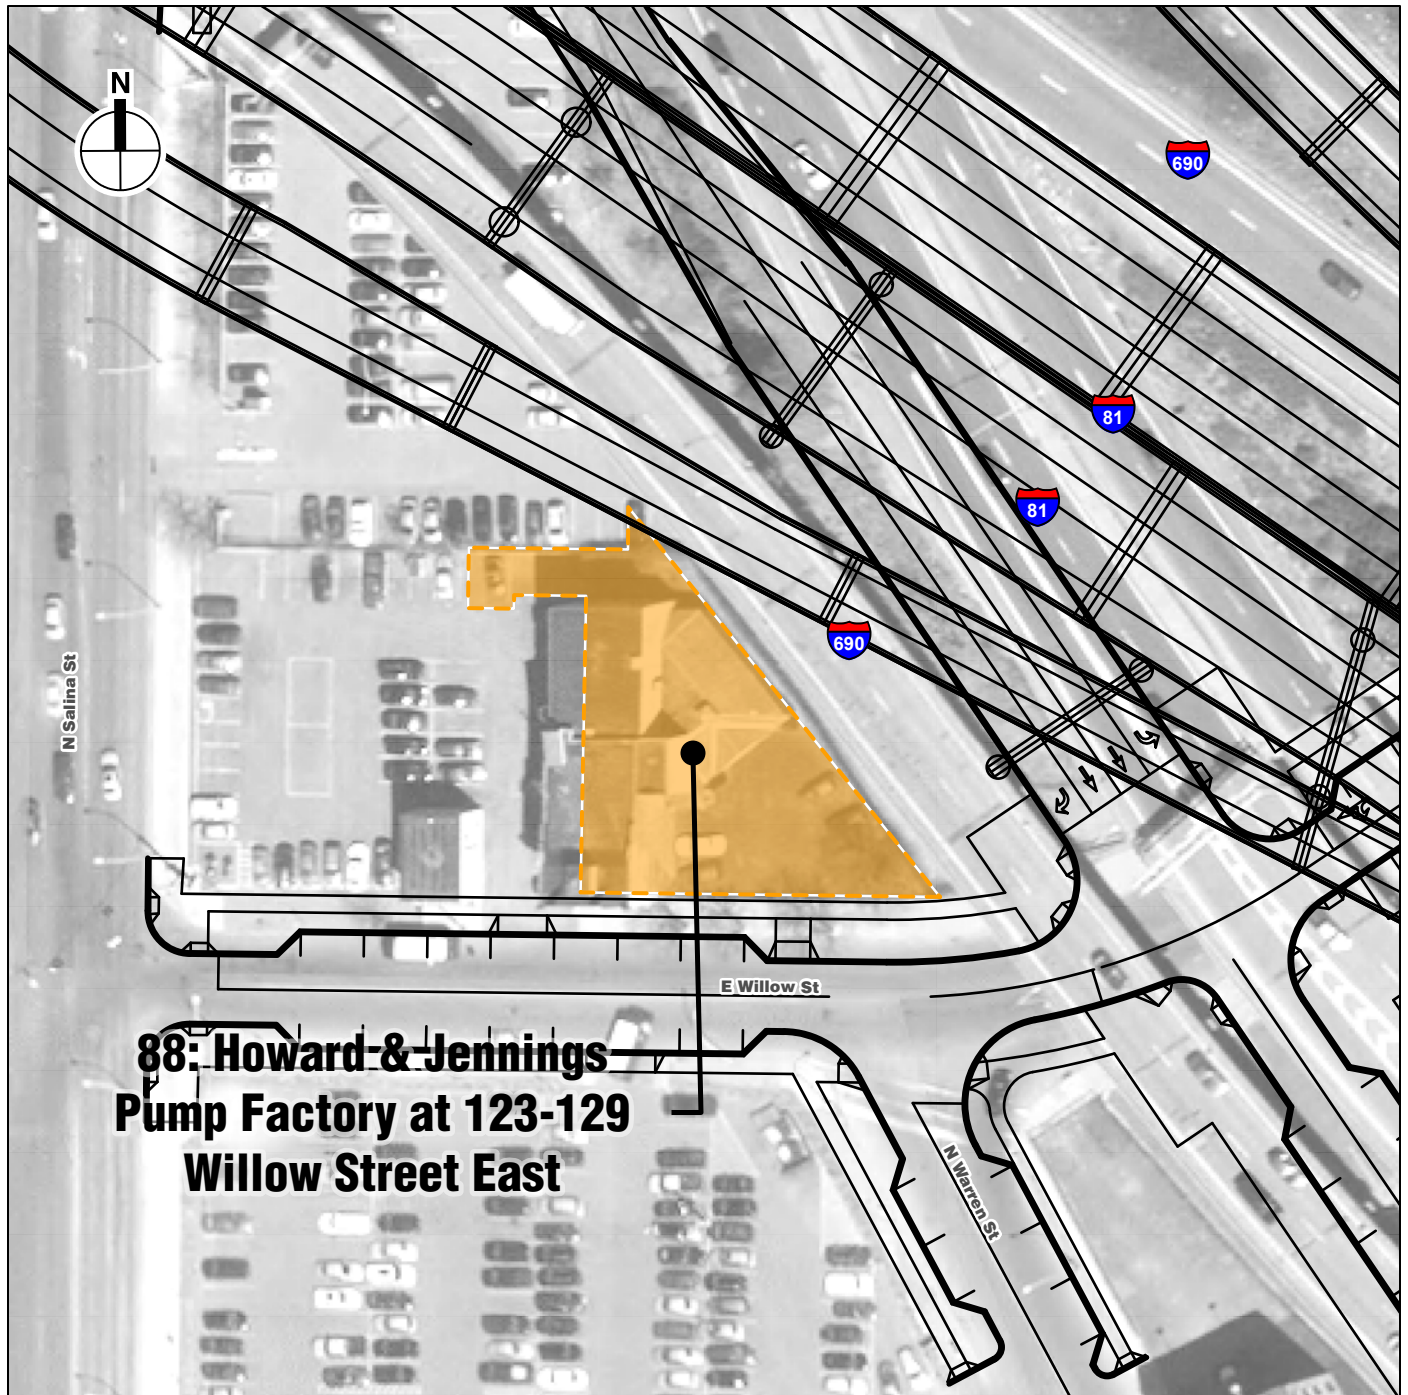 N
690
81
81
690
N Salina St
E Willow St
88: Howard & Jennings
Pump Factory at 123-129
Willow Street East
N Warren St